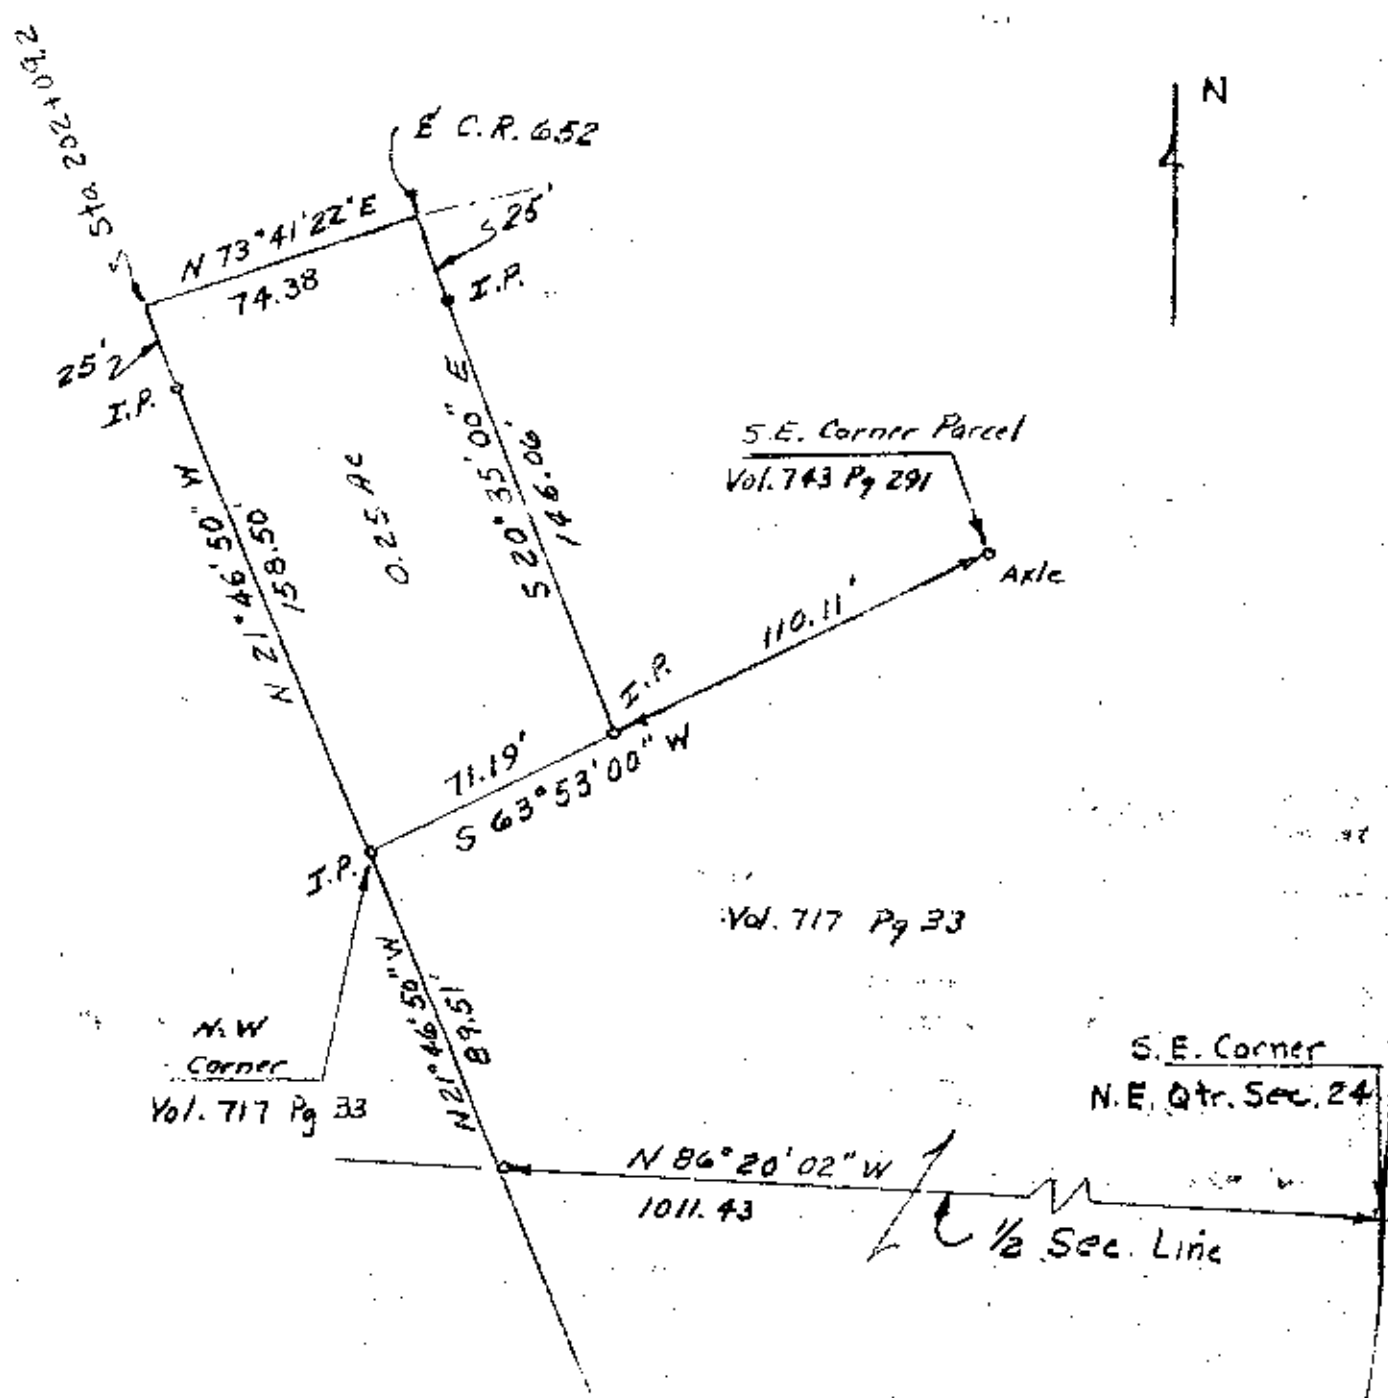 Sta 202+09.2
N
E C.R. 652
25'
N 73°41'22" E
74.38
I.P.
25'
I.P.
S 20°35'00" E
146.06'
0.25 Ac
N 21°46'50" W
158.50'
S.E. Corner Parcel
Vol. 743 Pg 291
Axle
110.11'
I.P.
71.19'
S 63°53'00" W
I.P.
Vol. 717 Pg 33
N.W
Corner
Vol. 717 Pg 33
N 21°46'50" W
89.51'
S.E. Corner
N.E. Qtr. Sec. 24
N 86°20'02" W
1011.43
1/2 Sec. Line